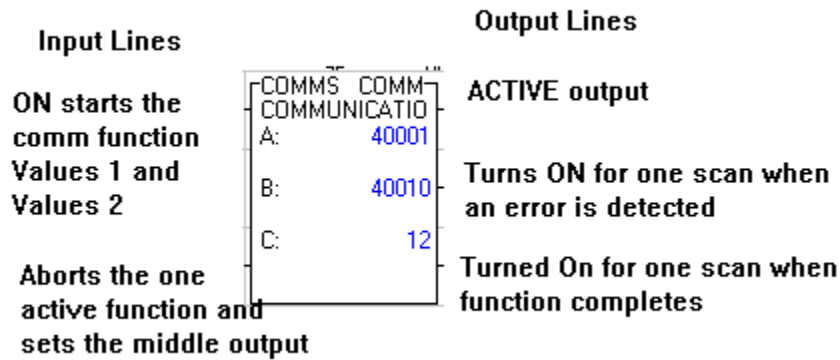 Input Lines
Output Lines
ON starts the
comm function
Values 1 and
Values 2
Aborts the one
active function and
sets the middle output
COMMS COMM
COMMUNICATIO
A: 40001
B: 40010
C: 12
ACTIVE output
Turns ON for one scan when
an error is detected
Turned On for one scan when
function completes